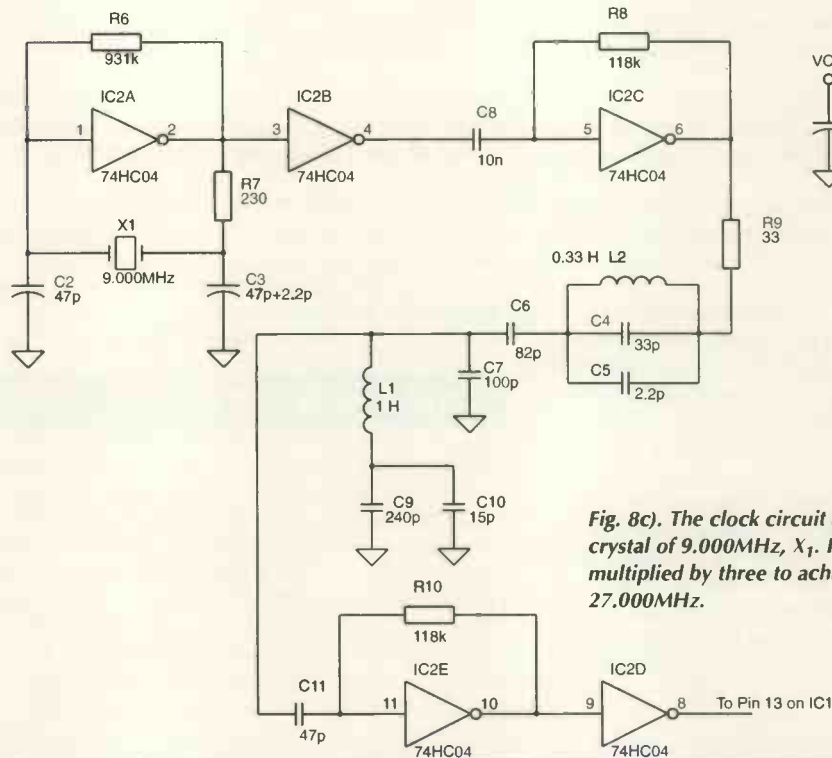 R6
931k
IC2A
1
2
74HC04
IC2B
3
4
74HC04
C8
10n
R8
118k
IC2C
5
6
74HC04
R7
230
X1
9.000MHz
C2
47p
C3
47p+2.2p
R9
33
0.33 H L2
C4
33p
C5
2.2p
C6
82p
C7
100p
L1
1 H
C9
240p
C10
15p
Fig. 8c). The clock circuit
crystal of 9.000MHz, X1.
multiplied by three to
27.000MHz.
R10
118k
IC2E
11
10
74HC04
C11
47p
IC2D
9
8
74HC04
To Pin 13 on IC1